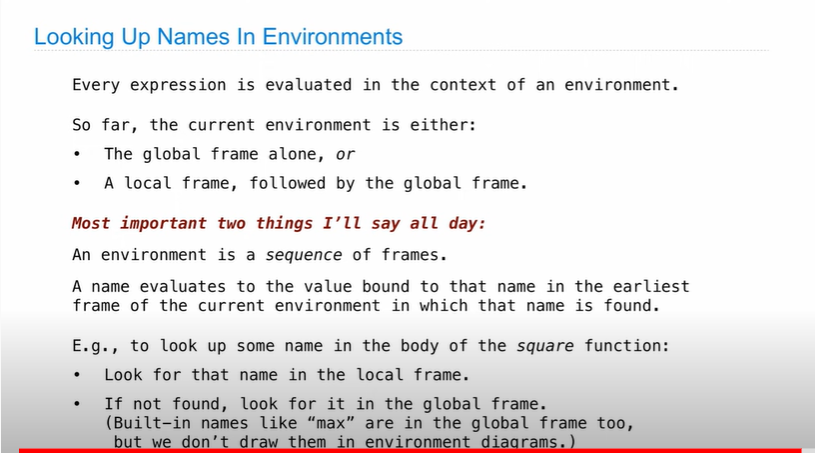 Looking Up Names In Environments
Every expression is evaluated in the context of an environment.
So far, the current environment is either:
• The global frame alone, or
• A local frame, followed by the global frame.
Most important two things I’ll say all day:
An environment is a sequence of frames.
A name evaluates to the value bound to that name in the earliest
frame of the current environment in which that name is found.
E.g., to look up some name in the body of the square function:
• Look for that name in the local frame.
• If not found, look for it in the global frame.
(Built-in names like “max” are in the global frame too,
but we don’t draw them in environment diagrams.)